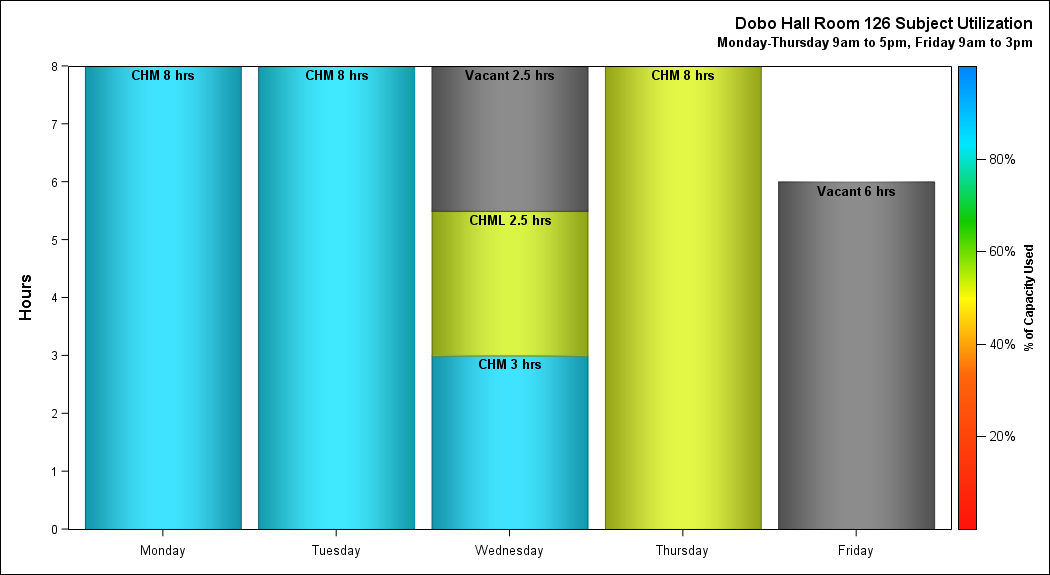 Dobo Hall Room 126 Subject Utilization
Monday-Thursday 9am to 5pm, Friday 9am to 3pm
8
7
6
5
4
3
2
1
0
Hours
CHM 8 hrs
CHM 8 hrs
Vacant 2.5 hrs
CHML 2.5 hrs
CHM 3 hrs
CHM 8 hrs
Vacant 6 hrs
Monday
Tuesday
Wednesday
Thursday
Friday
80%
60%
40%
20%
% of Capacity Used